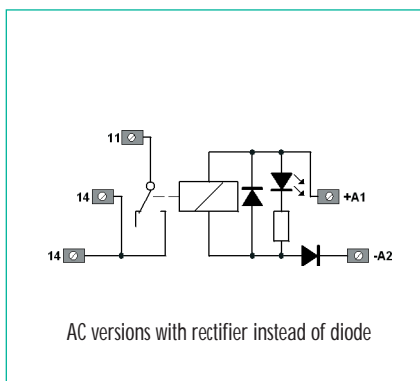 11
14
+A1
14
-A2
AC versions with rectifier instead of diode